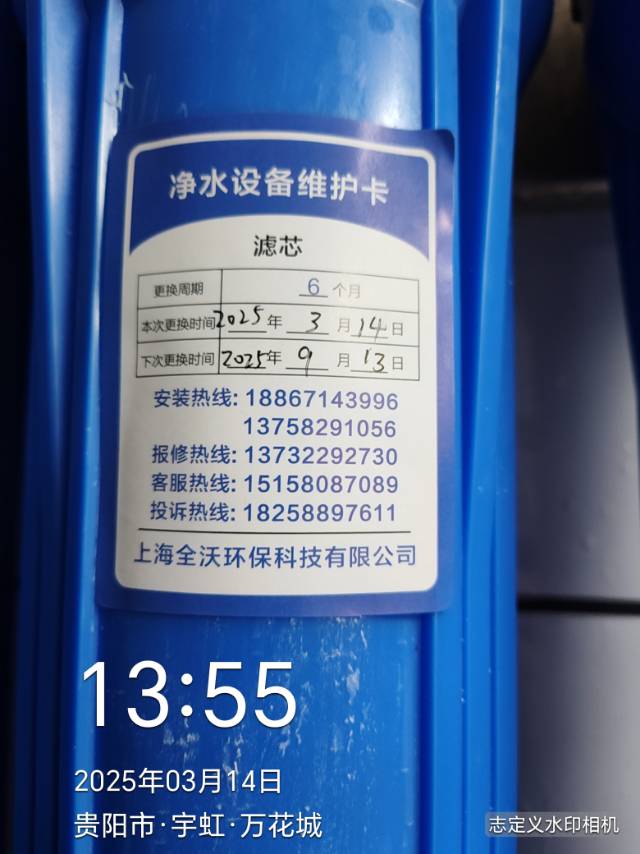 净水设备维护卡
滤芯
更换周期 6 个月
本次更换时间 2025 年 3 月 14 日
下次更换时间 2025 年 9 月 13 日
安装热线: 18867143996
13758291056
报修热线: 13732292730
客服热线: 15158087089
投诉热线: 18258897611
上海全沃环保科技有限公司
13:55
2025年03月14日
贵阳市·宇虹·万花城
志定义水印相机